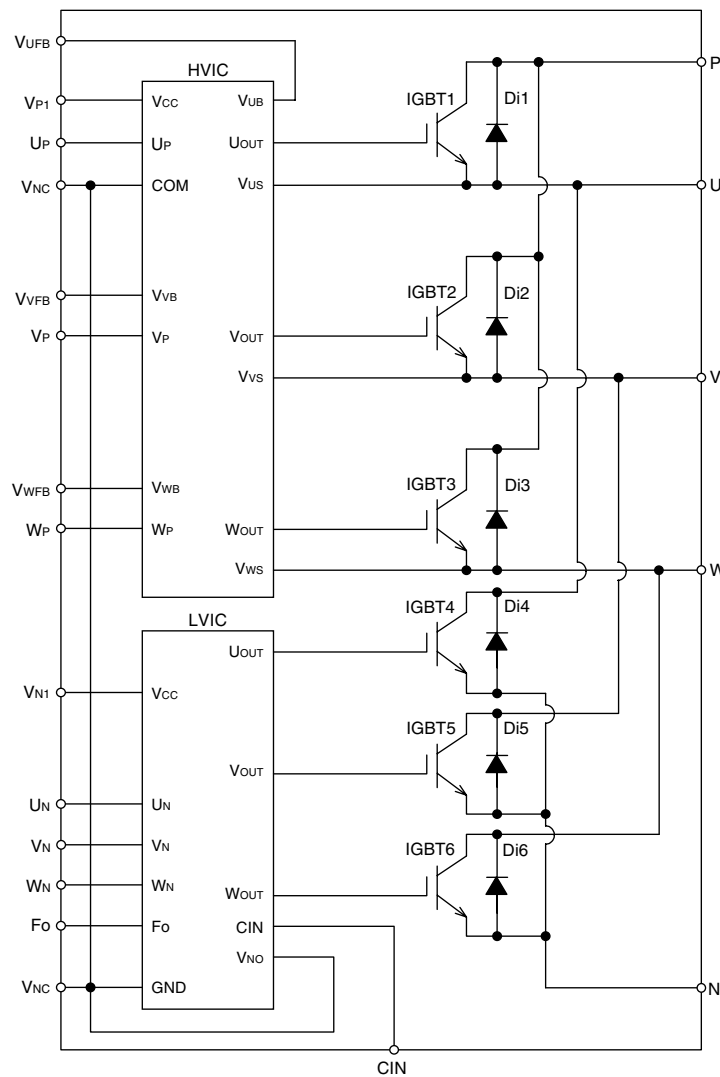 VUFB
HVIC
P
VP1
VCC
VUB
IGBT1
Di1
UP
UP
UOUT
VNC
COM
VUS
U
VVFB
VVB
IGBT2
Di2
VP
VP
VOUT
VVS
V
VWFB
VWB
IGBT3
Di3
WP
WP
WOUT
VWS
W
LVIC
IGBT4
Di4
UOUT
VN1
VCC
IGBT5
Di5
VOUT
UN
UN
VN
VN
IGBT6
Di6
WN
WN
WOUT
Fo
Fo
CIN
VNO
VNC
GND
N
CIN